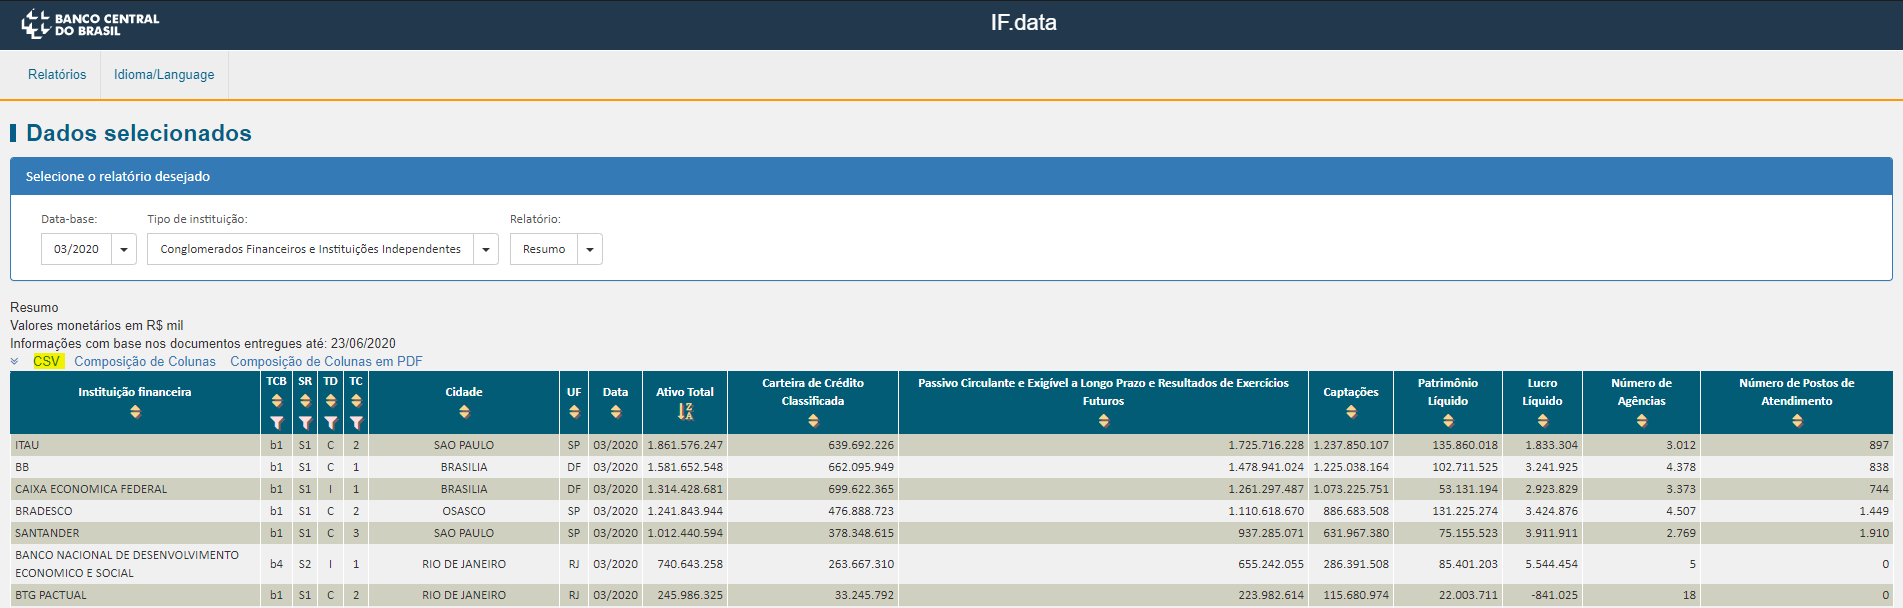 BANCO CENTRAL
DO BRASIL
IF.data
Relatórios
Idioma/Language
Dados selecionados
Selecione o relatório desejado
Data-base: Tipo de instituição: Relatório:
03/2020 Conglomerados Financeiros e Instituições Independentes Resumo
Resumo
Valores monetários em R$ mil
Informações com base nos documentos entregues até: 23/06/2020
CSV Composição de Colunas Composição de Colunas em PDF
Instituição financeira TCB SR TD TC Cidade UF Data Ativo Total Carteira de Crédito Classificada Passivo Circulante e Exigível a Longo Prazo e Resultados de Exercícios Futuros Captações Patrimônio Líquido Lucro Líquido Número de Agências Número de Postos de Atendimento
ITAU b1 S1 C 2 SAO PAULO SP 03/2020 1.861.576.247 639.692.226 1.725.716.228 1.237.850.107 135.860.018 1.833.304 3.012 897
BB b1 S1 C 1 BRASILIA DF 03/2020 1.581.652.548 662.095.949 1.478.941.024 1.225.038.164 102.711.525 3.241.925 4.378 838
CAIXA ECONOMICA FEDERAL b1 S1 I 1 BRASILIA DF 03/2020 1.314.428.681 699.622.365 1.261.297.487 1.073.225.751 53.131.194 2.923.829 3.373 744
BRADESCO b1 S1 C 2 OSASCO SP 03/2020 1.241.843.944 476.888.723 1.110.618.670 886.683.508 131.225.274 3.424.876 4.507 1.449
SANTANDER b1 S1 C 3 SAO PAULO SP 03/2020 1.012.440.594 378.348.615 937.285.071 631.967.380 75.155.523 3.911.911 2.769 1.910
BANCO NACIONAL DE DESENVOLVIMENTO
ECONOMICO E SOCIAL b4 S2 I 1 RIO DE JANEIRO RJ 03/2020 740.643.258 263.667.310 655.242.055 286.391.508 85.401.203 5.544.454 5 0
BTG PACTUAL b1 S1 C 2 RIO DE JANEIRO RJ 03/2020 245.986.325 33.245.792 223.982.614 115.680.974 22.003.711 -841.025 18 0